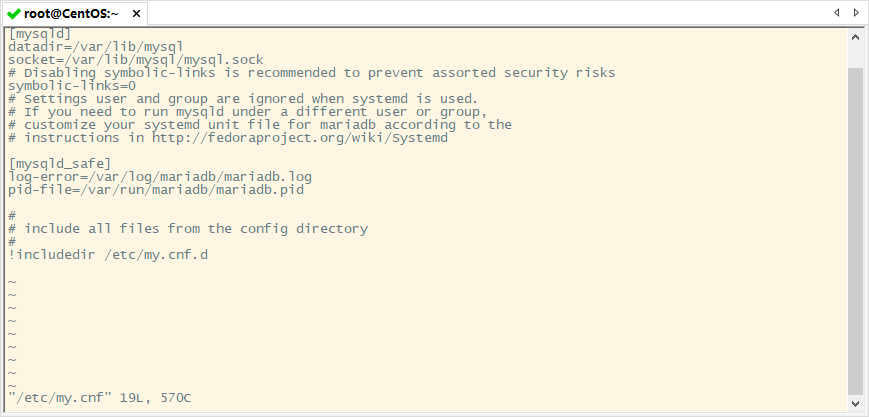 root@CentOS:~
[mysqld]
datadir=/var/lib/mysql
socket=/var/lib/mysql/mysql.sock
# Disabling symbolic-links is recommended to prevent assorted security risks
symbolic-links=0
# Settings user and group are ignored when systemd is used.
# If you need to run mysqld under a different user or group,
# customize your systemd unit file for mariadb according to the
# instructions in http://fedoraproject.org/wiki/Systemd

[mysqld_safe]
log-error=/var/log/mariadb/mariadb.log
pid-file=/var/run/mariadb/mariadb.pid

#
# include all files from the config directory
#
!includedir /etc/my.cnf.d

~
~
~
~
~
~
~
~
~
"/etc/my.cnf" 19L, 570C